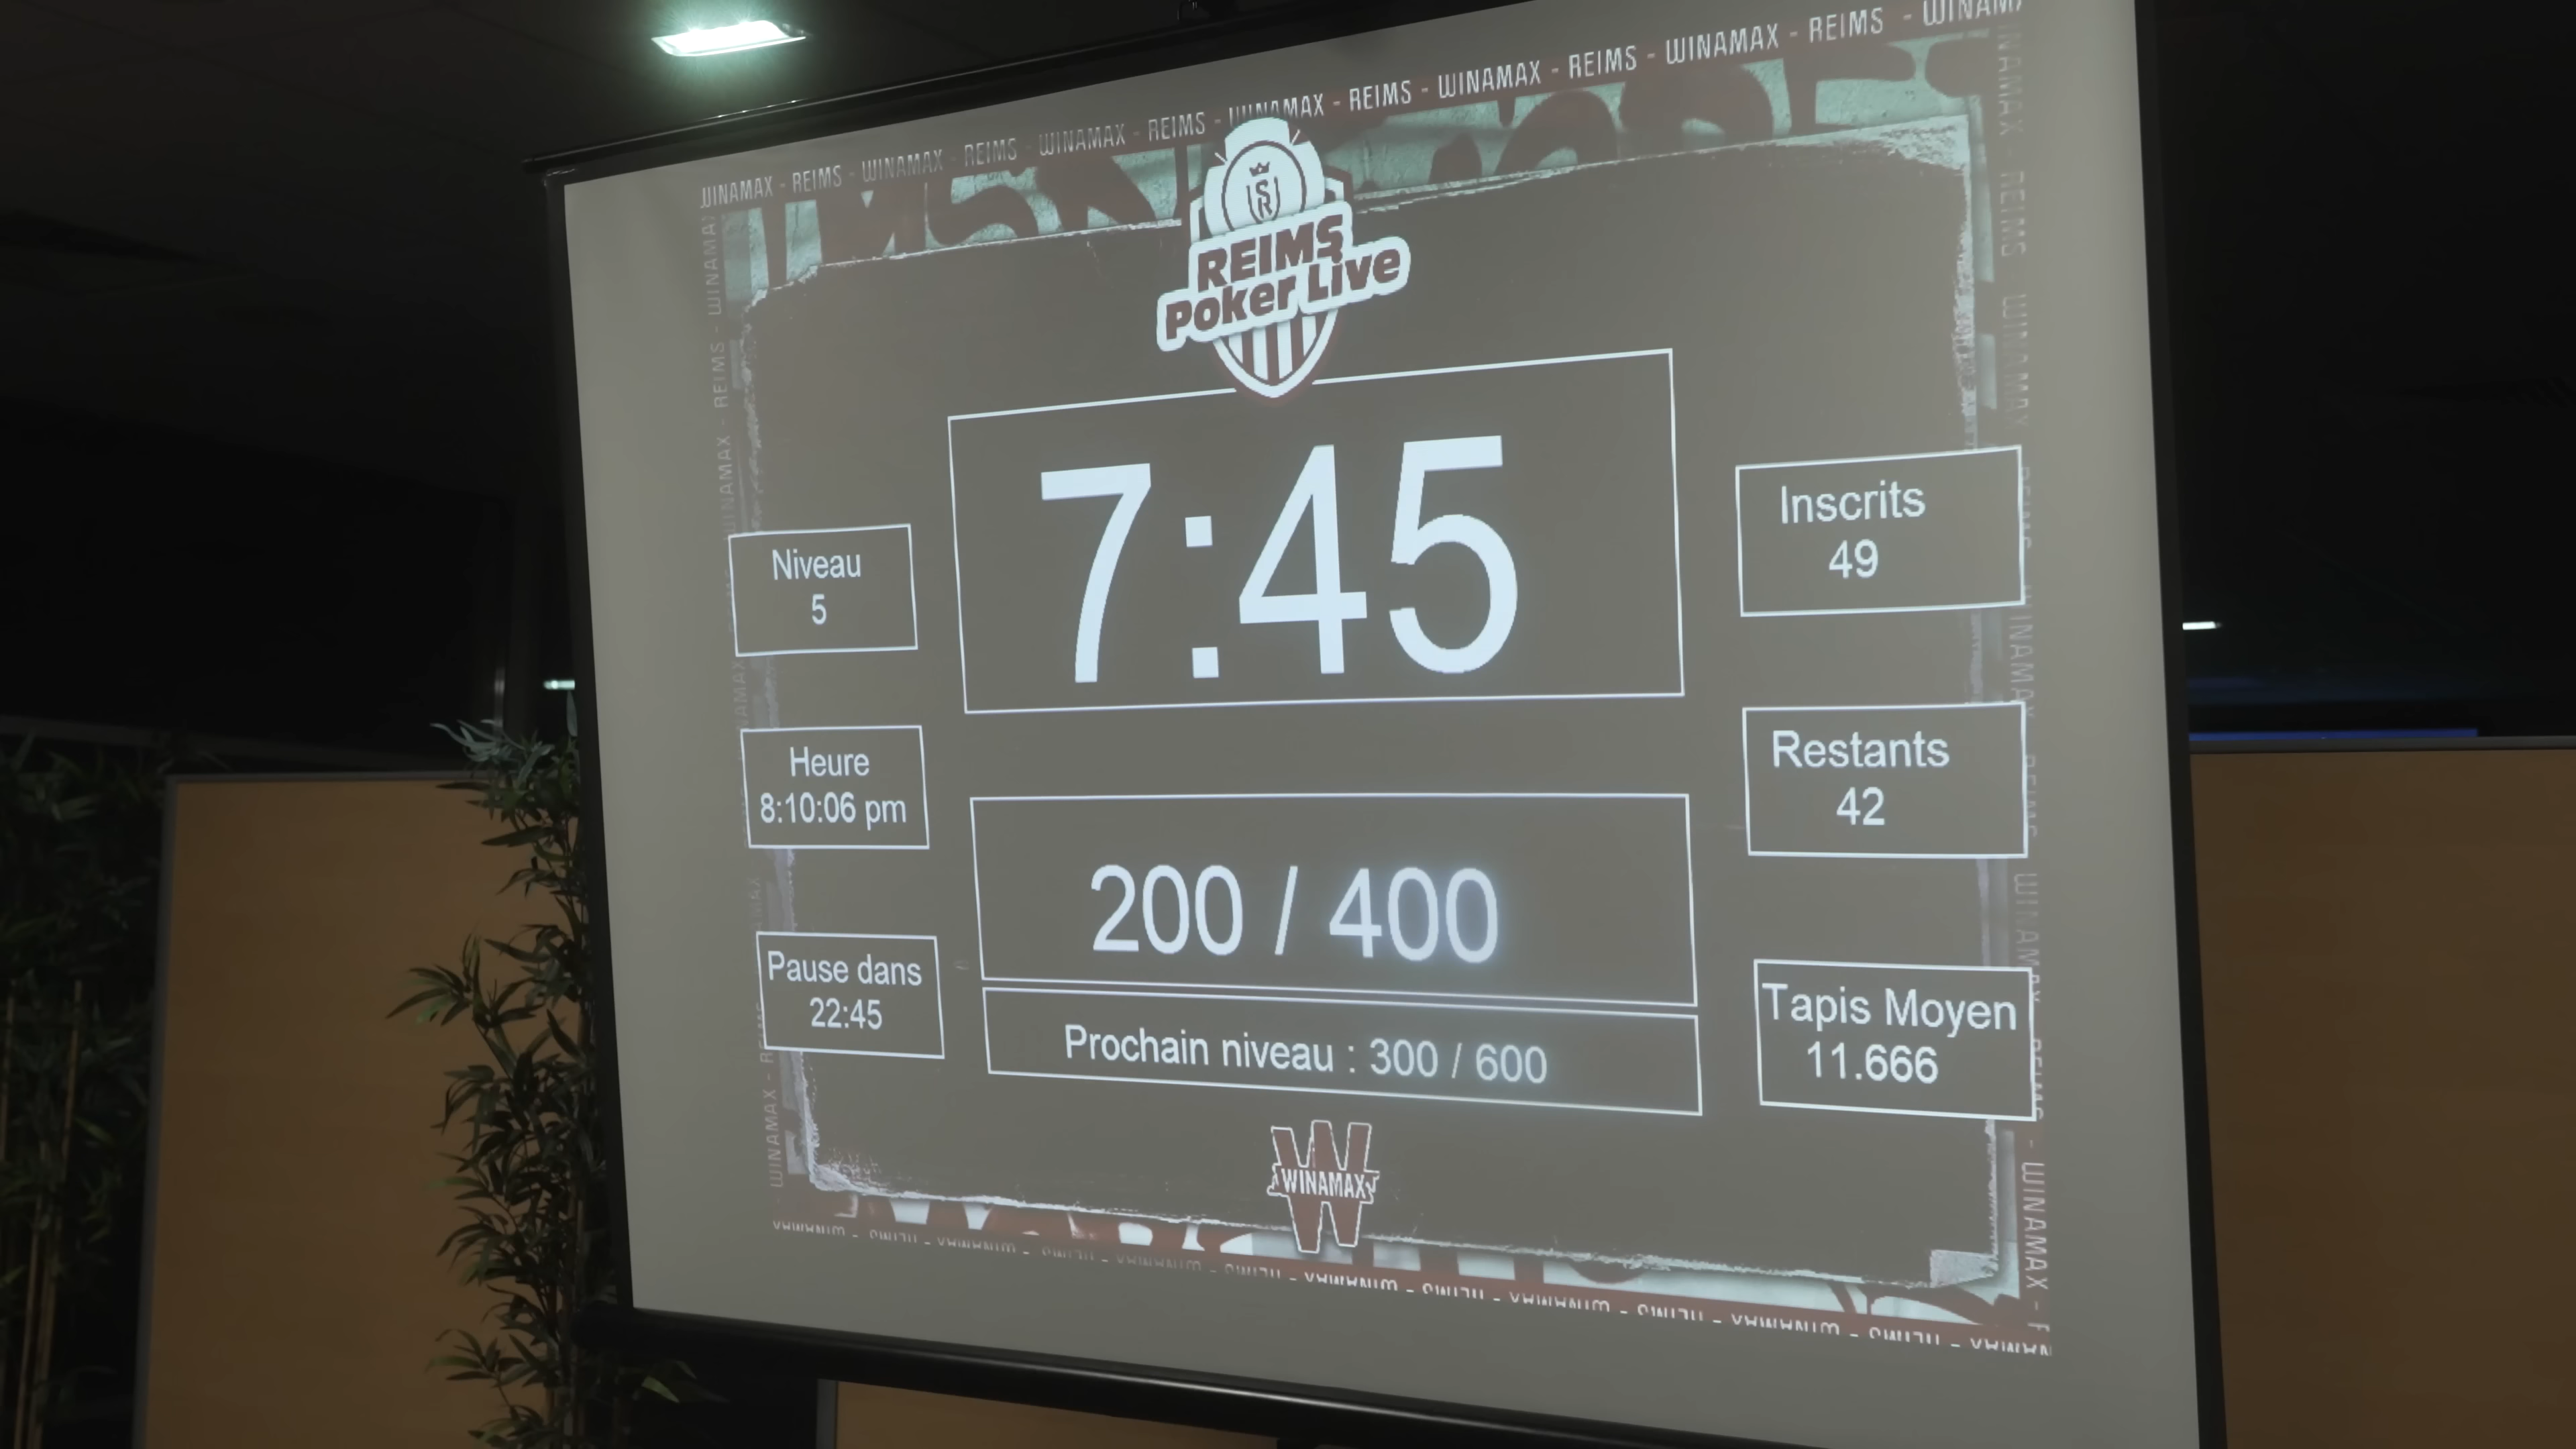 WINAMAX - REIMS - WINAMAX - REIMS - WINAMAX - REIMS - WINAMAX - REIMS - WINAMAX - REIMS - WINAMAX - REIMS - WINAMAX
REIMS
Poker Live
7:45
Niveau
5
Inscrits
49
Heure
8:10:06 pm
Restants
42
200 / 400
Pause dans
22:45
Tapis Moyen
11.666
Prochain niveau : 300 / 600
WINAMAX